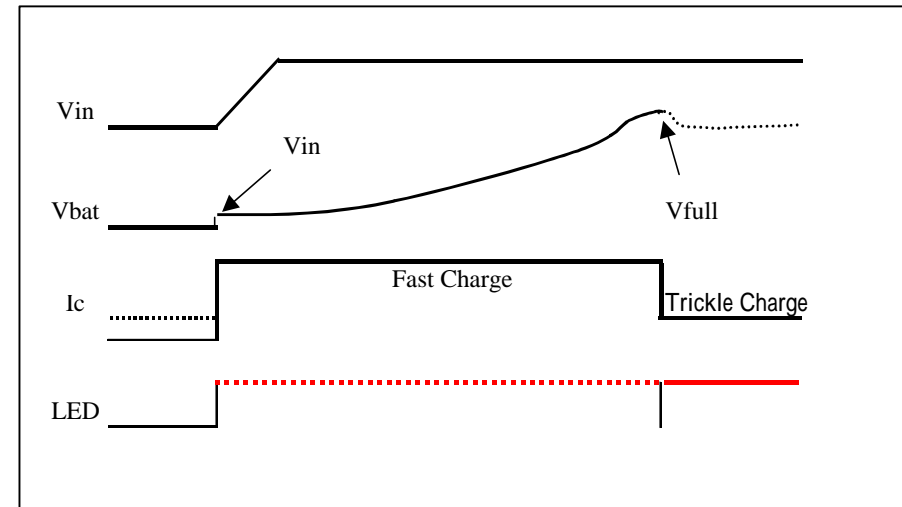 Vin
Vin
Vbat
Vfull
Fast Charge
Ic
Trickle Charge
LED